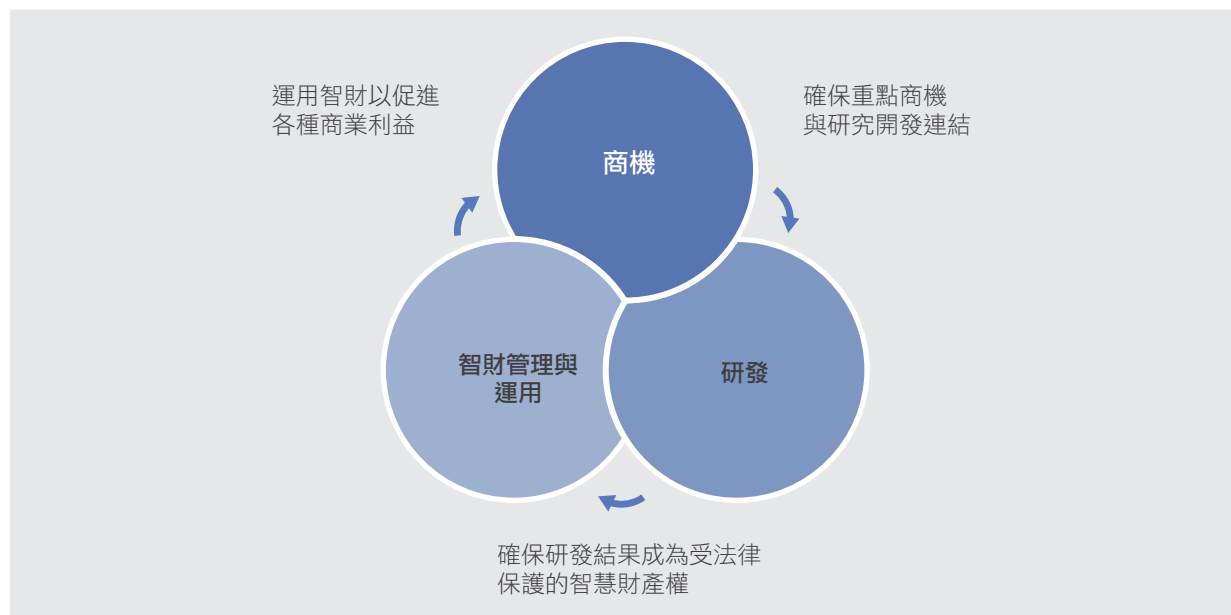 運用智財以促進
各種商業利益
確保重點商機
與研究開發連結
商機
智財管理與
運用
研發
確保研發結果成為受法律
保護的智慧財產權